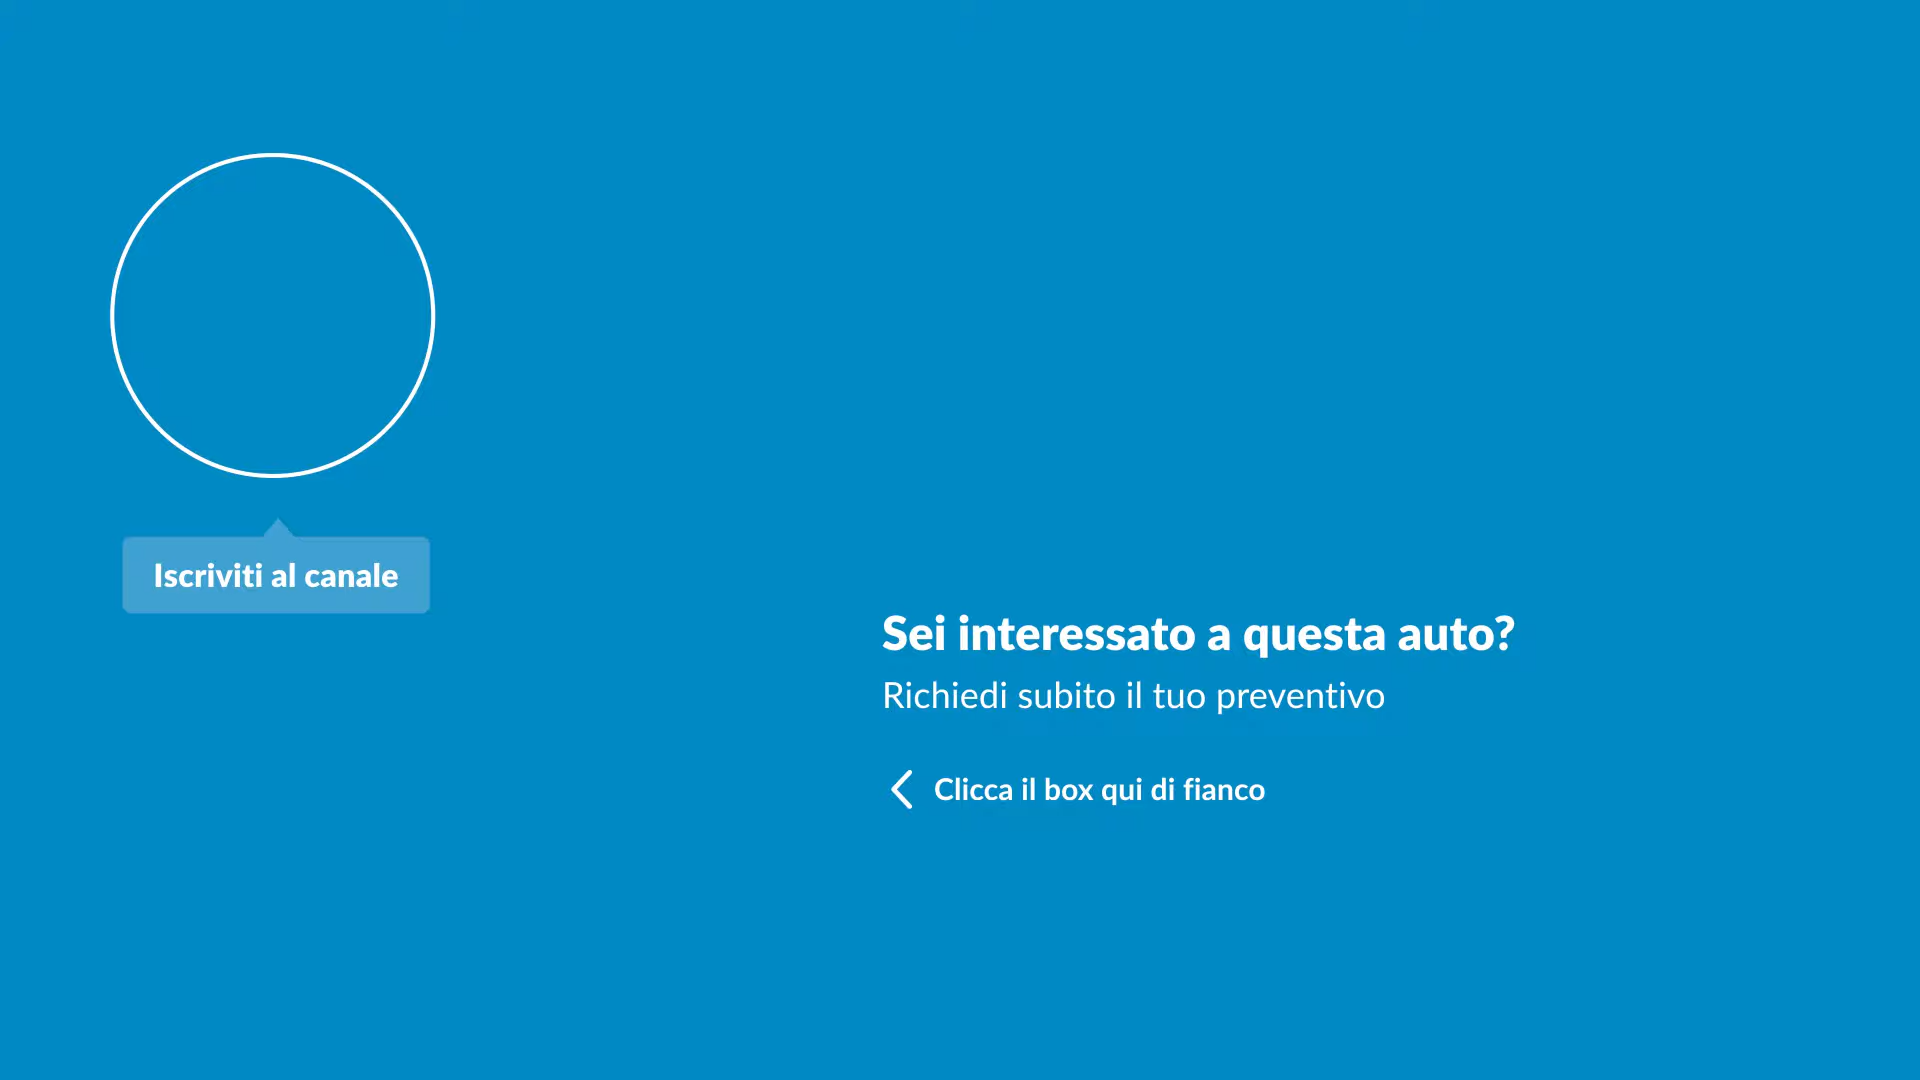 Iscriviti al canale
Sei interessato a questa auto?
Richiedi subito il tuo preventivo
Clicca il box qui di fianco